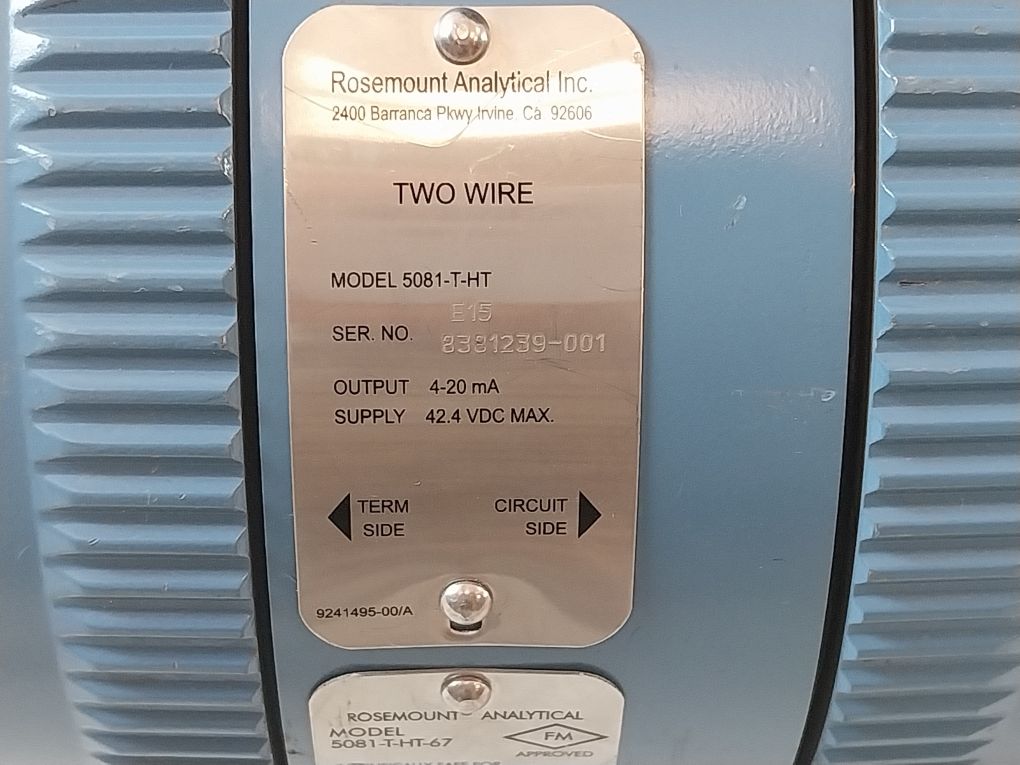 Rosemount Analytical Inc.
2400 Barranca Pkwy Irvine, Ca 92606
TWO WIRE
MODEL 5081-T-HT
E15
SER. NO. 8381239-001
OUTPUT 4-20 mA
SUPPLY 42.4 VDC MAX.
TERM SIDE
CIRCUIT SIDE
9241495-00/A
ROSEMOUNT ANALYTICAL
MODEL
5081-T-HT-67
FM
APPROVED